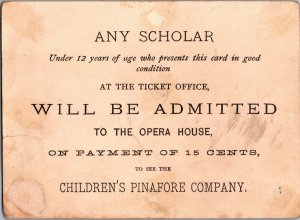 ANY SCHOLAR
Under 12 years of age who presents this card in good
condition
AT THE TICKET OFFICE,
WILL BE ADMITTED
TO THE OPERA HOUSE,
ON PAYMENT OF 15 CENTS,
TO SEE THE
CHILDREN'S PINAFORE COMPANY.